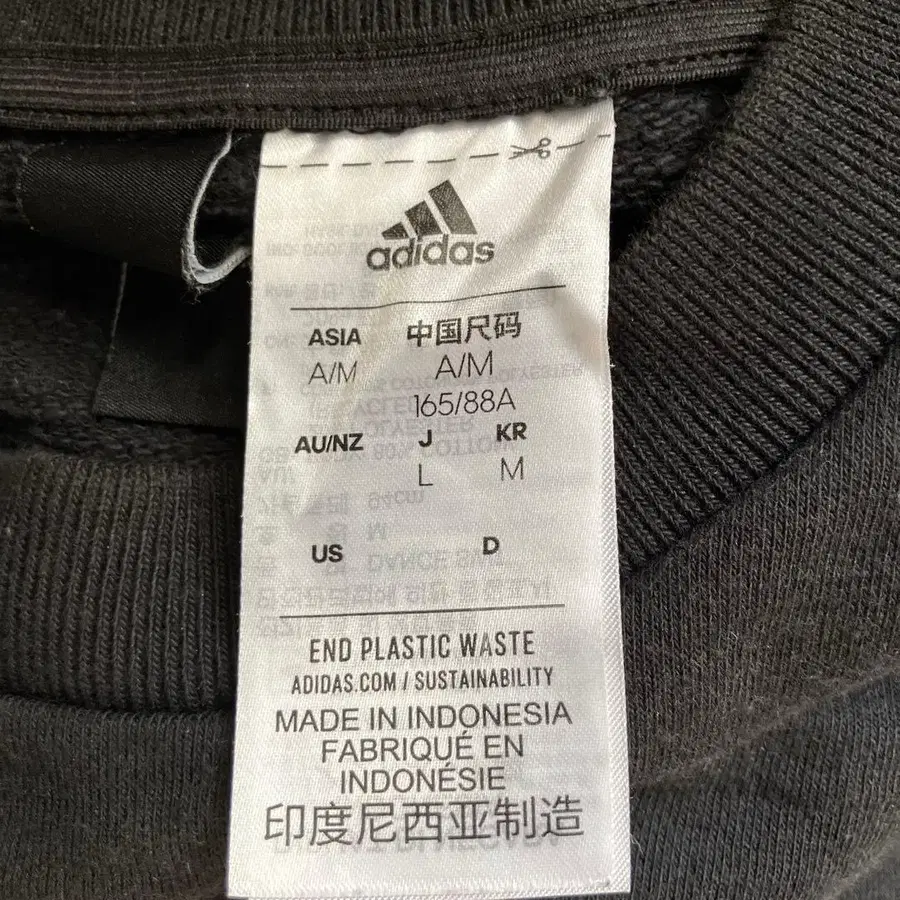 adidas
ASIA 中国尺码
A/M A/M
165/88A
AU/NZ J KR
L M
US D
END PLASTIC WASTE
ADIDAS.COM / SUSTAINABILITY
MADE IN INDONESIA
FABRIQUÉ EN
INDONÉSIE
印度尼西亚制造